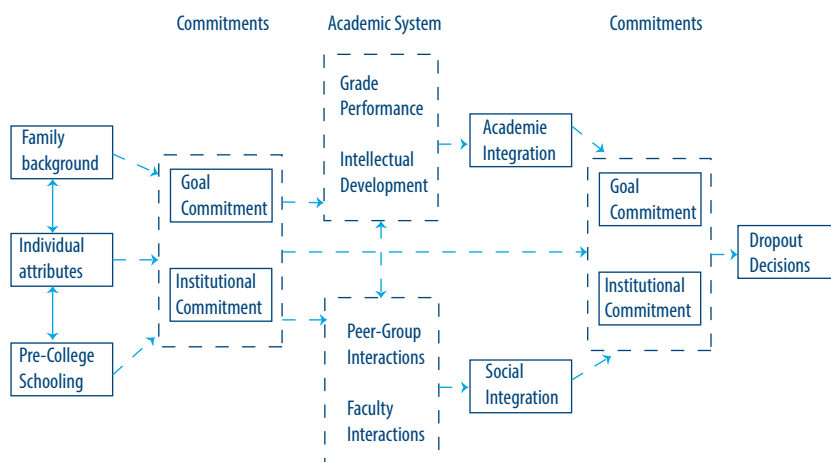 Commitments
Academic System
Commitments
Grade
Performance
Intellectual
Development
Family
background
Individual
attributes
Pre-College
Schooling
Goal
Commitment
Institutional
Commitment
Peer-Group
Interactions
Faculty
Interactions
Academie
Integration
Social
Integration
Goal
Commitment
Institutional
Commitment
Dropout
Decisions